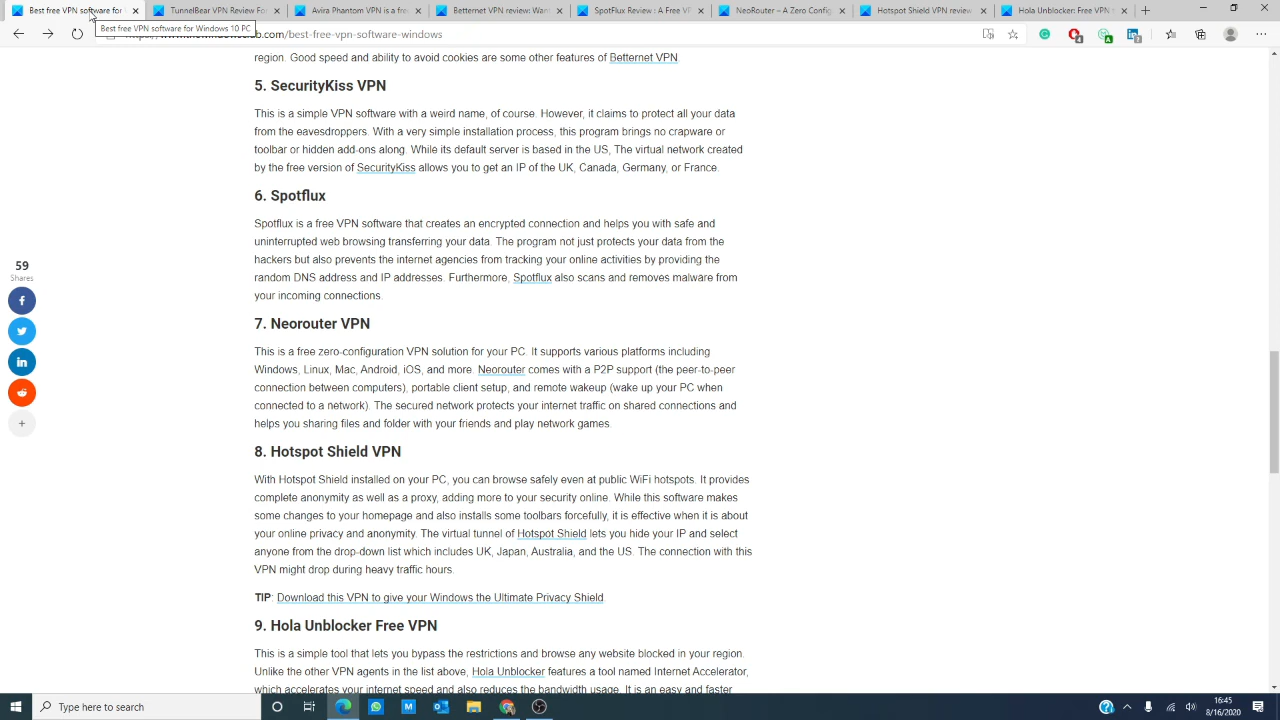 Best free VPN software for
TunnelBear VPN Review For
Avira Phantom VPN is a free
Betternet VPN review: Want
SpotFlux Review : A Free VP
NeoRouter – A Zero Config
Hotspot Shield VPN review
Hola Unblocker: Free VPN
Best free VPN software for Windows 10 PC
com/best-free-vpn-software-windows
region. Good speed and ability to avoid cookies are some other features of Betternet VPN.
5. SecurityKiss VPN
This is a simple VPN software with a weird name, of course. However, it claims to protect all your data
from the eavesdroppers. With a very simple installation process, this program brings no crapware or
toolbar or hidden add-ons along. While its default server is based in the US, The virtual network created
by the free version of SecurityKiss allows you to get an IP of the UK, Canada, Germany, or France.
6. Spotflux
Spotflux is a free VPN software that creates an encrypted connection and helps you with safe and
uninterrupted web browsing transferring your data. The program not just protects your data from the
hackers but also prevents the internet agencies from tracking your online activities by providing the
random DNS address and IP addresses. Furthermore, Spotflux also scans and removes malware from
your incoming connections.
59
Shares
7. Neorouter VPN
This is a free zero-configuration VPN solution for your PC. It supports various platforms including
Windows, Linux, Mac, Android, iOS, and more. Neorouter comes with a P2P support (the peer-to-peer
connection between computers), portable client setup, and remote wakeup (wake up your PC when
connected to a network). The secured network protects your internet traffic on shared connections and
helps you sharing files and folder with your friends and play network games.
8. Hotspot Shield VPN
With Hotspot Shield installed on your PC, you can browse safely even at public WiFi hotspots. It provides
complete anonymity as well as a proxy, adding more to your security online. While this software makes
some changes to your homepage and also installs some toolbars forcefully, it is effective when it is about
your online privacy and anonymity. The virtual tunnel of Hotspot Shield lets you hide your IP and select
anyone from the drop-down list which includes UK, Japan, Australia, and the US. The connection with this
VPN might drop during heavy traffic hours.
TIP: Download this VPN to give your Windows the Ultimate Privacy Shield.
9. Hola Unblocker Free VPN
This is a simple tool that lets you bypass the restrictions and browse any website blocked in your region.
Unlike the other VPN agents in the list above, Hola Unblocker features a tool named Internet Accelerator,
which accelerates your internet speed and also reduces the bandwidth usage. It is an easy and faster
Type here to search
16:45
8/16/2020